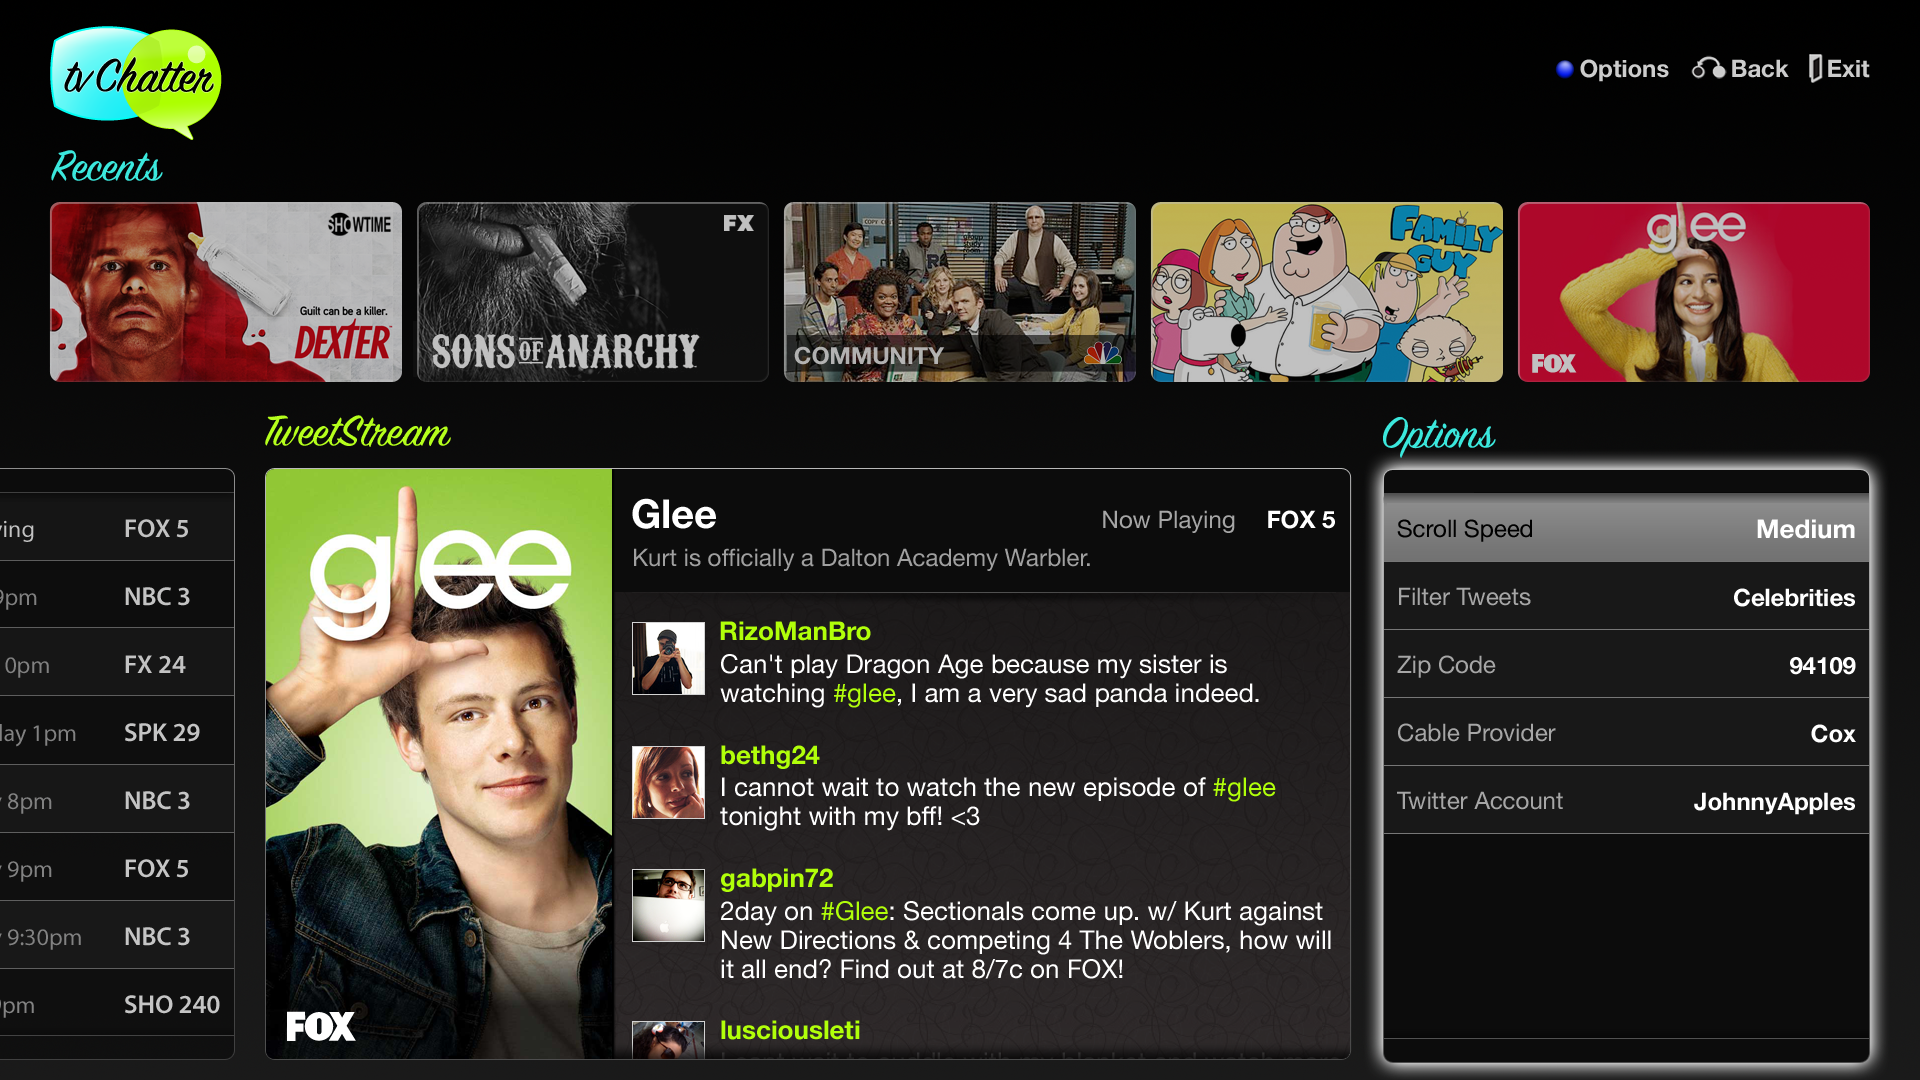 tv Chatter
Options
Back
Exit
Recents
SHOWTIME
Guilt can be a killer.
DEXTER
FX
SONS OF ANARCHY
COMMUNITY
FAMILY GUY
glee
FOX
TweetStream
Options
FOX 5
9pm
NBC 3
0pm
FX 24
1pm
SPK 29
8pm
NBC 3
9pm
FOX 5
9:30pm
NBC 3
pm
SHO 240
glee
FOX
Glee
Now Playing
FOX 5
Kurt is officially a Dalton Academy Warbler.
RizoManBro
Can't play Dragon Age because my sister is
watching #glee, I am a very sad panda indeed.
bethg24
I cannot wait to watch the new episode of #glee
tonight with my bff! <3
gabpin72
2day on #Glee: Sectionals come up. w/ Kurt against
New Directions & competing 4 The Woblers, how will
it all end? Find out at 8/7c on FOX!
lusciousleti
Scroll Speed
Medium
Filter Tweets
Celebrities
Zip Code
94109
Cable Provider
Cox
Twitter Account
JohnnyApples